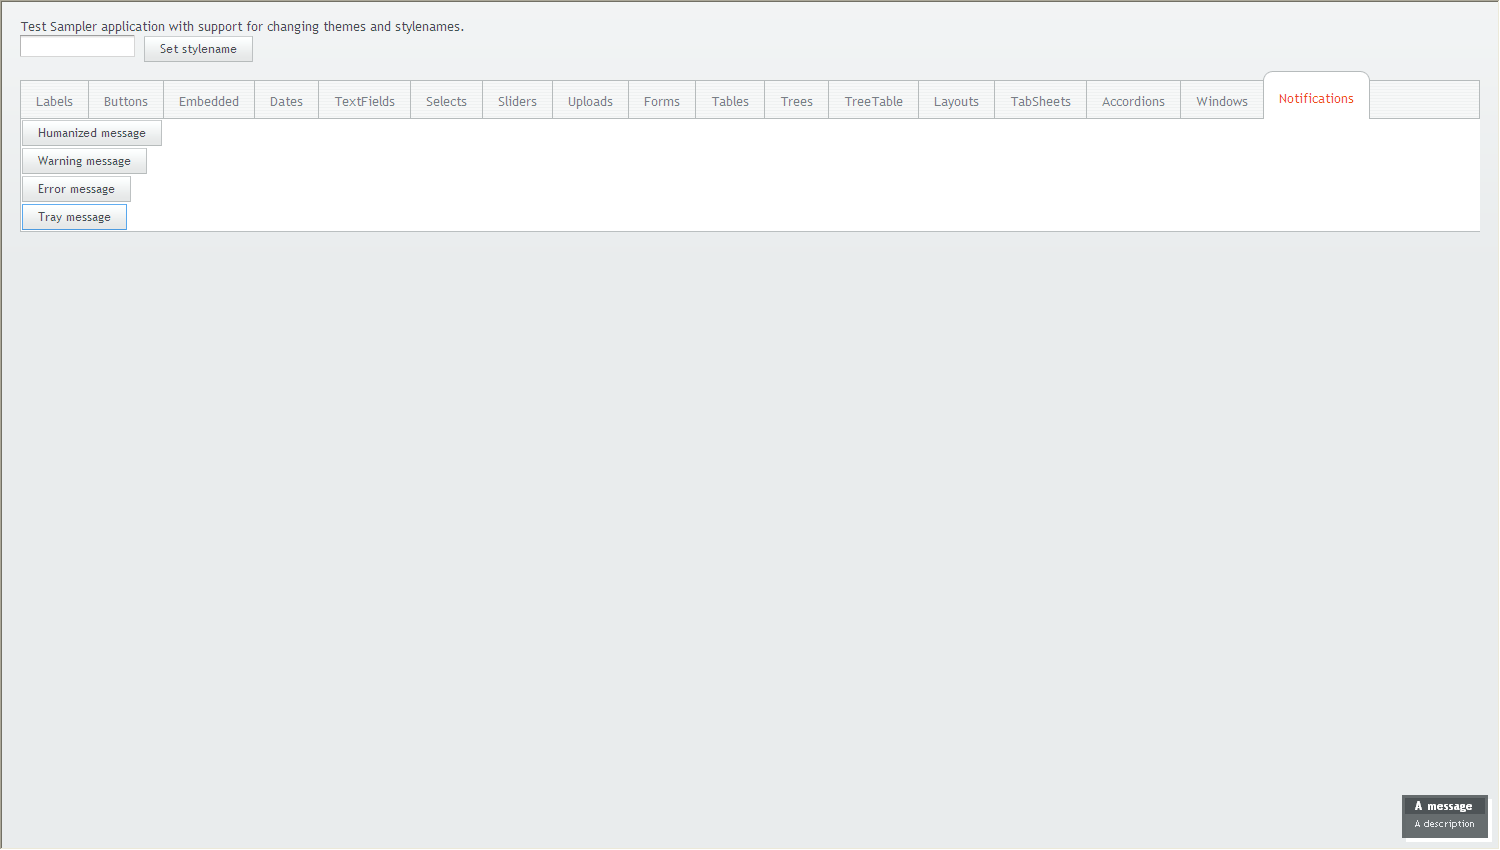 Test Sampler application with support for changing themes and stylenames.
Set stylename
Labels Buttons Embedded Dates TextFields Selects Sliders Uploads Forms Tables Trees TreeTable Layouts TabSheets Accordions Windows Notifications
Humanized message
Warning message
Error message
Tray message
A message
A description